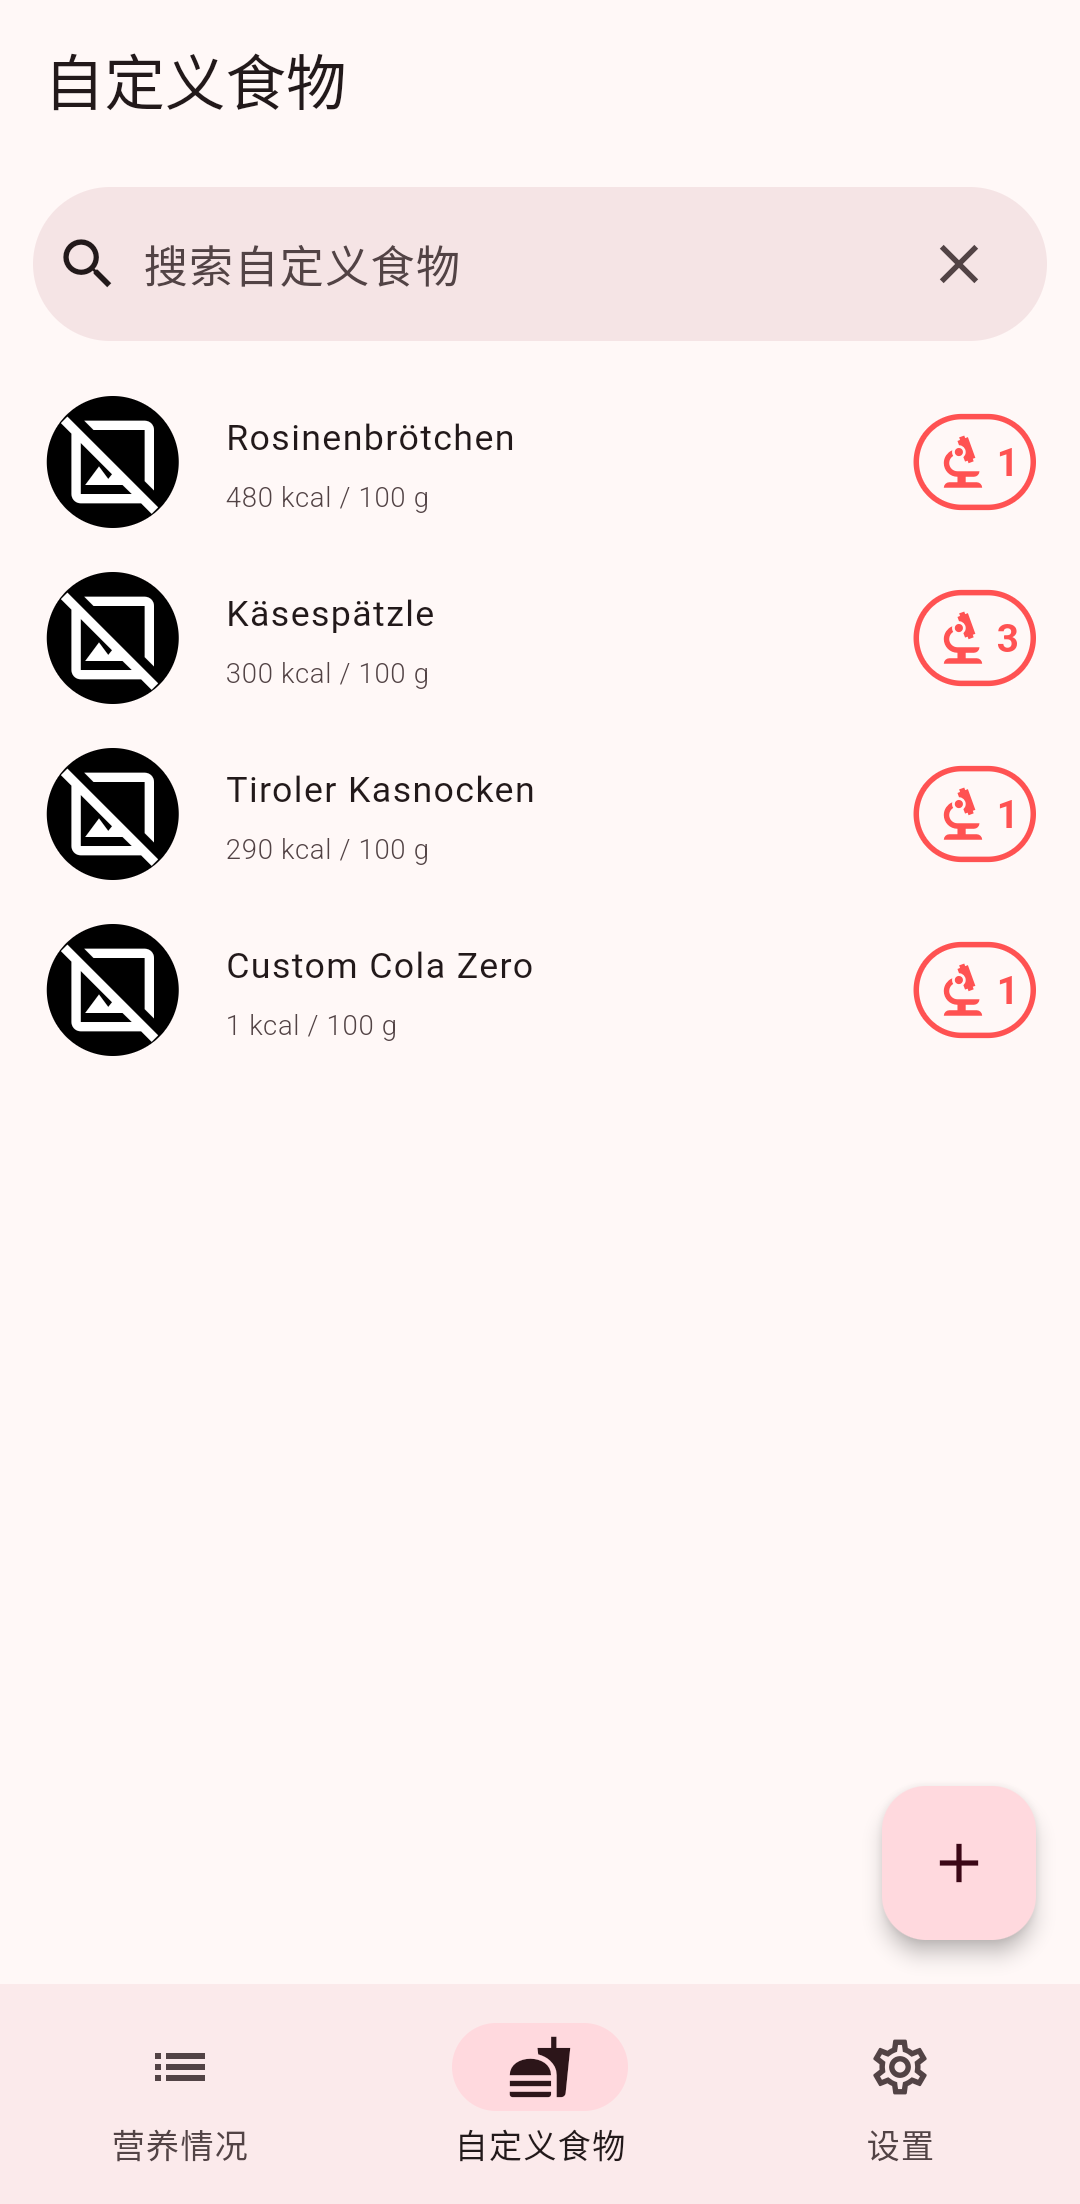 自定义食物
搜索自定义食物
Rosinenbrötchen
480 kcal / 100 g
1
Käsespätzle
300 kcal / 100 g
3
Tiroler Kasnocken
290 kcal / 100 g
1
Custom Cola Zero
1 kcal / 100 g
1
营养情况
自定义食物
设置